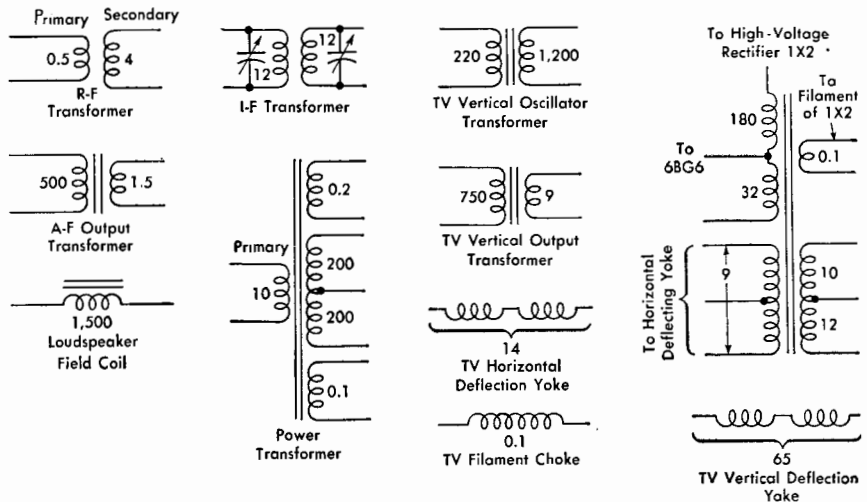 Primary
Secondary
0.5
4
R-F
Transformer
12
12
I-F Transformer
220
1,200
TV Vertical Oscillator
Transformer
To High-Voltage
Rectifier 1X2
180
To
6BG6
32
Ta
Filament
of 1X2
0.1
500
1.5
A-F Output
Transformer
Primary
10
0.2
200
200
0.1
Power
Transformer
750
9
TV Vertical Output
Transformer
To Horizontal
Deflecting Yoke
9
10
12
1,500
Loudspeaker
Field Coil
14
TV Horizontal
Deflection Yoke
0.1
TV Filament Choke
65
TV Vertical Deflection
Yake